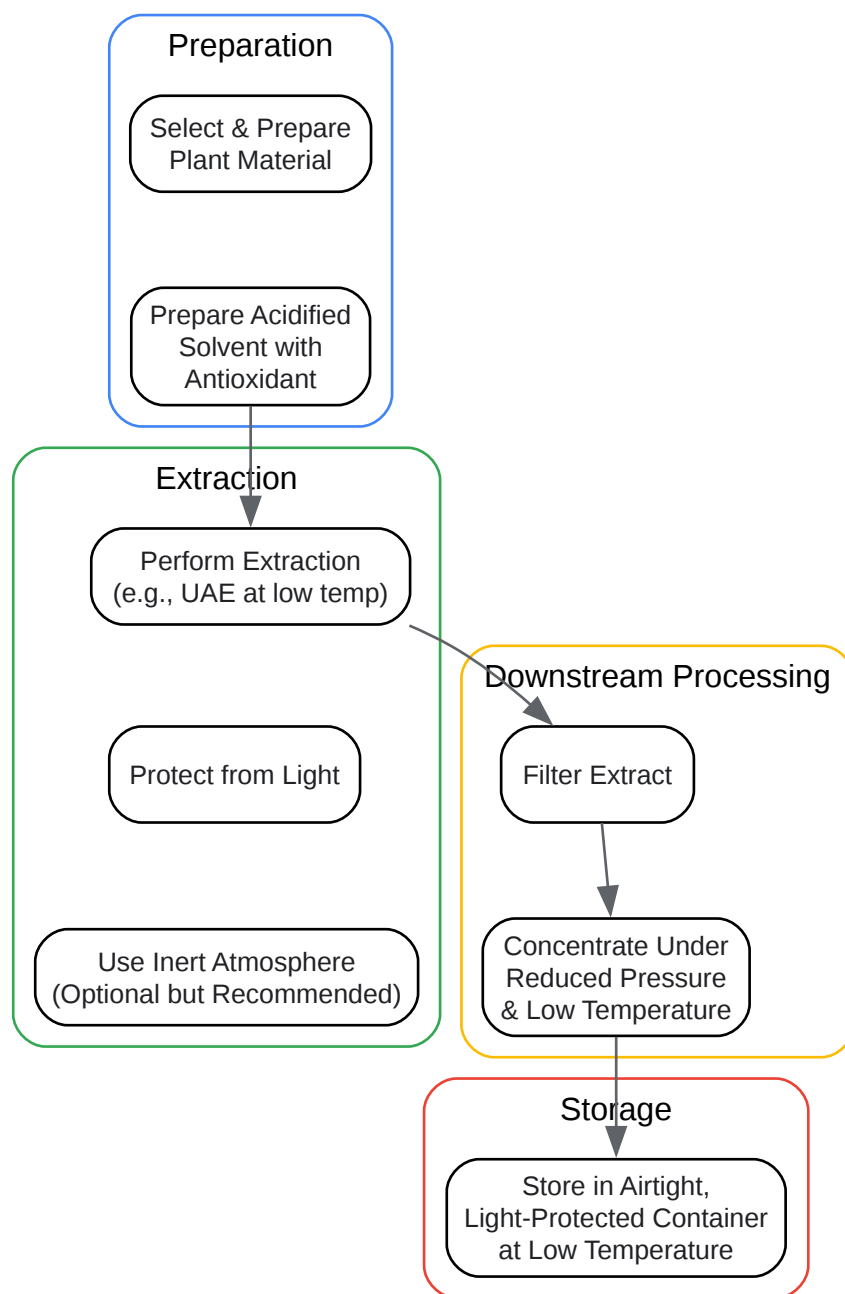 Preparation
Select & Prepare
Plant Material
Prepare Acidified
Solvent with
Antioxidant
Extraction
Perform Extraction
(e.g., UAE at low temp)
Protect from Light
Use Inert Atmosphere
(Optional but Recommended)
Downstream Processing
Filter Extract
Concentrate Under
Reduced Pressure
& Low Temperature
Storage
Store in Airtight,
Light-Protected Container
at Low Temperature